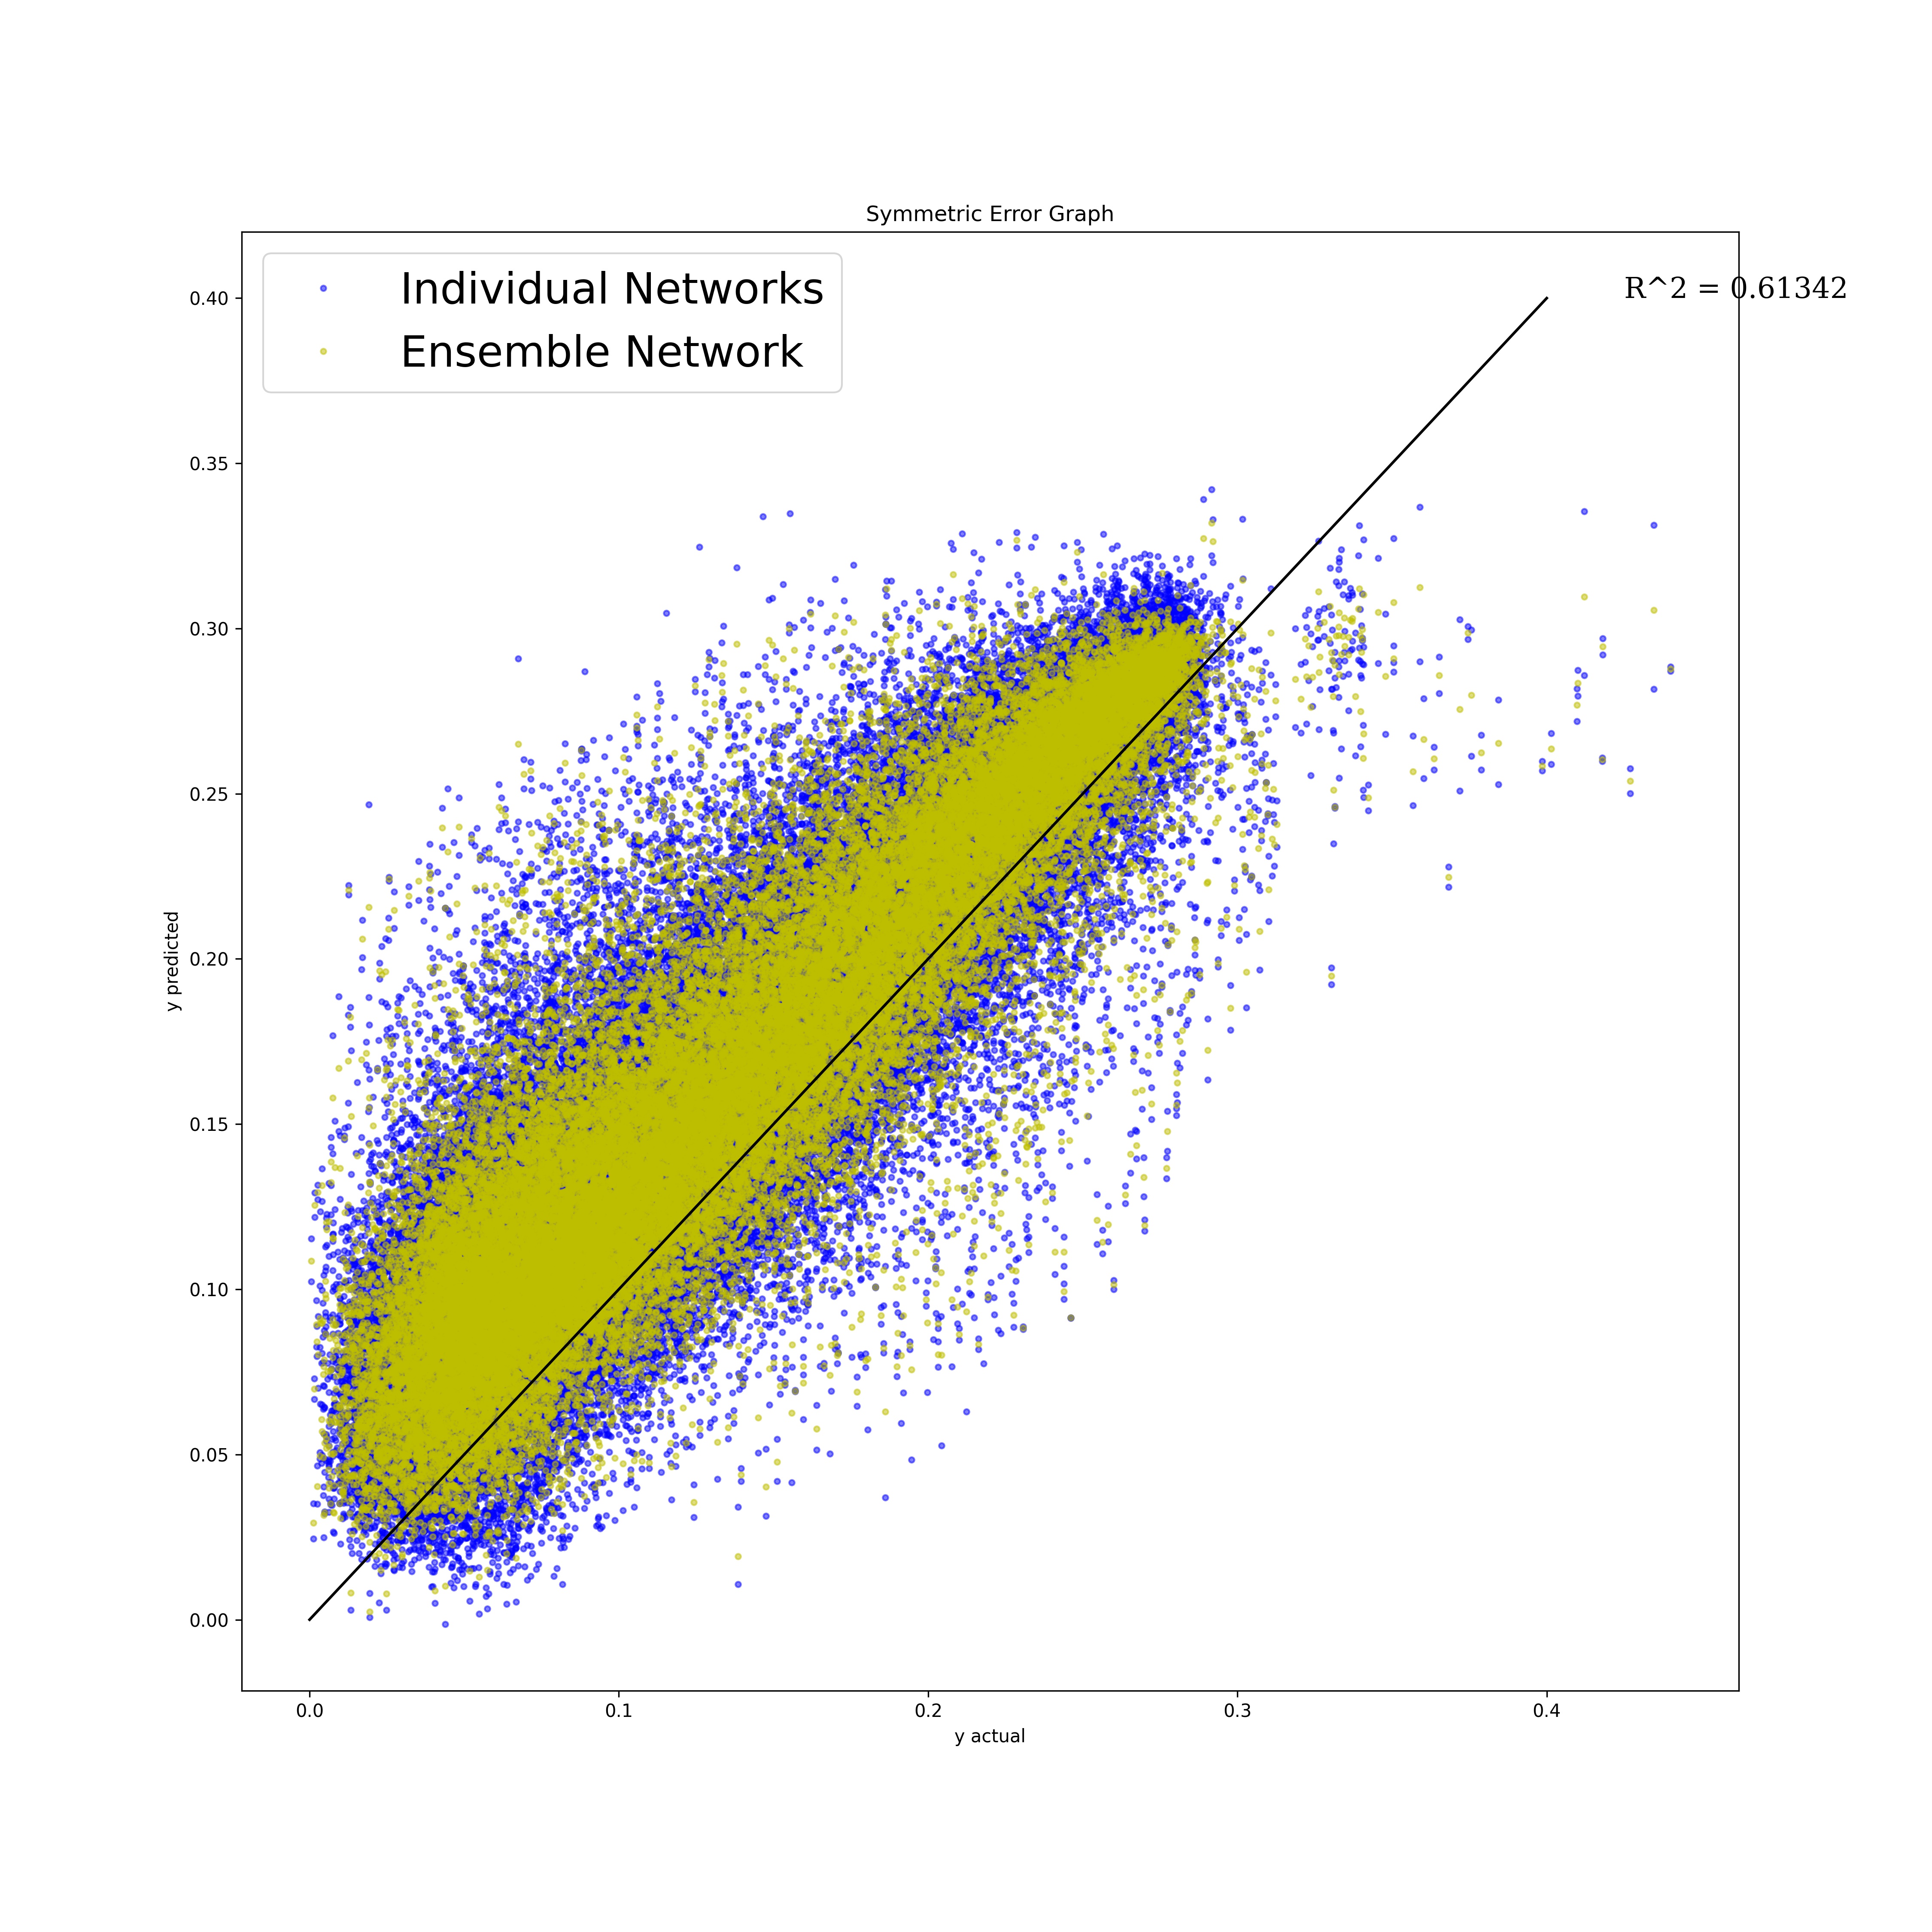 Symmetric Error Graph
Individual Networks
Ensemble Network
R^2 = 0.61342
0.40
0.35
0.30
0.25
0.20
0.15
0.10
0.05
0.00
y predicted
0.0 0.1 0.2 0.3 0.4
y actual